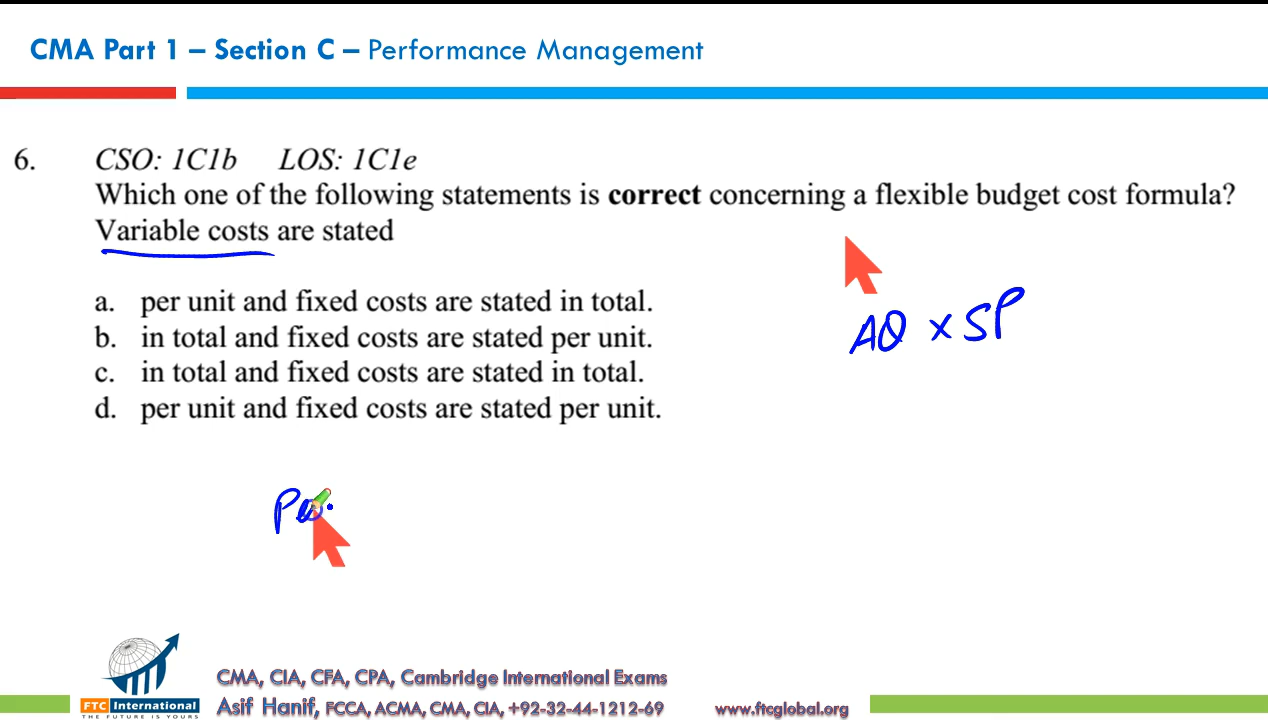 CMA Part 1 – Section C – Performance Management
6. CSO: 1C1b LOS: 1C1e
Which one of the following statements is correct concerning a flexible budget cost formula?
Variable costs are stated
a. per unit and fixed costs are stated in total.
b. in total and fixed costs are stated per unit.
c. in total and fixed costs are stated in total.
d. per unit and fixed costs are stated per unit.
AQ x SP
CMA, CIA, CFA, CPA, Cambridge International Exams
FTC International
THE FUTURE IS YOURS
Asif Hanif, FCCA, ACMA, CMA, CIA, +92-32-44-1212-69
www.ftcglobal.org